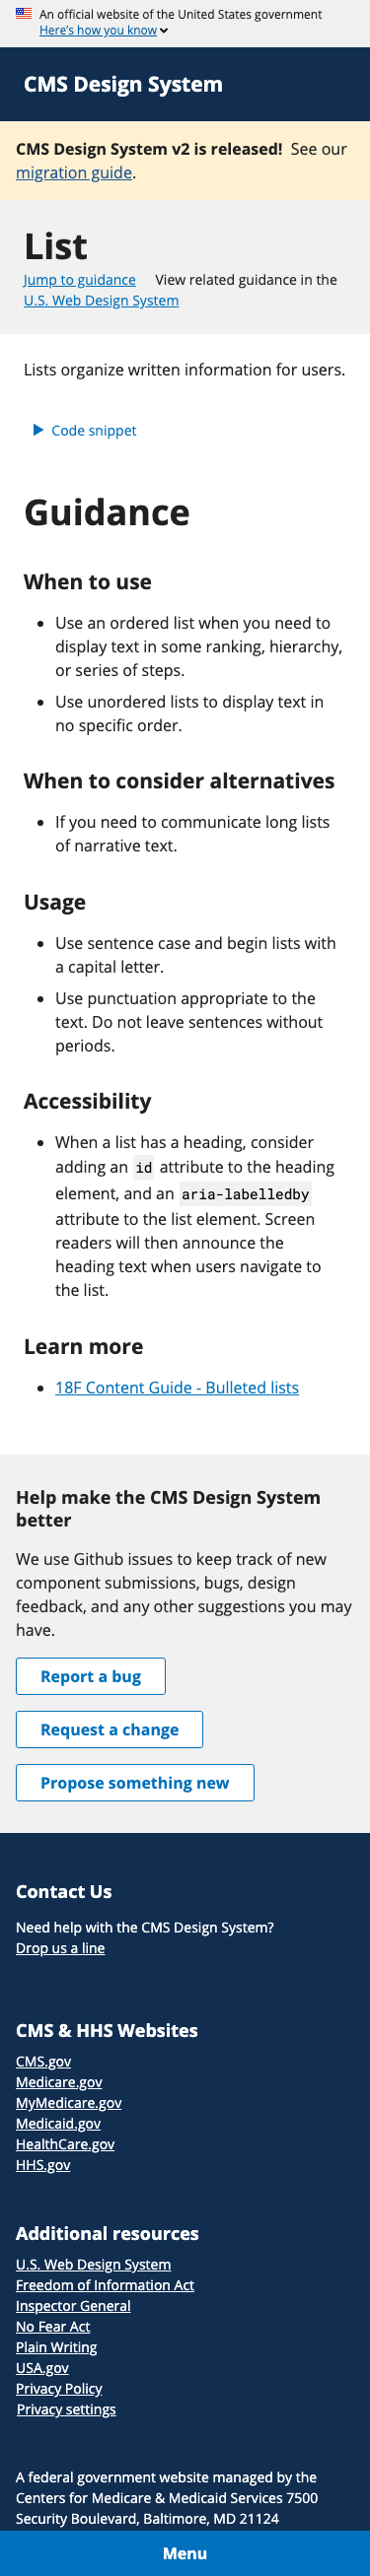 An official website of the United States government
Here's how you know
CMS Design System
CMS Design System v2 is released! See our
migration guide.
List
Jump to guidance View related guidance in the
U.S. Web Design System
Lists organize written information for users.
Code snippet
Guidance
When to use
• Use an ordered list when you need to
display text in some ranking, hierarchy,
or series of steps.
• Use unordered lists to display text in
no specific order.
When to consider alternatives
• If you need to communicate long lists
of narrative text.
Usage
• Use sentence case and begin lists with
a capital letter.
• Use punctuation appropriate to the
text. Do not leave sentences without
periods.
Accessibility
• When a list has a heading, consider
adding an id attribute to the heading
element, and an aria-labelledby
attribute to the list element. Screen
readers will then announce the
heading text when users navigate to
the list.
Learn more
• 18F Content Guide - Bulleted lists
Help make the CMS Design System
better
We use Github issues to keep track of new
component submissions, bugs, design
feedback, and any other suggestions you may
have.
Report a bug
Request a change
Propose something new
Contact Us
Need help with the CMS Design System?
Drop us a line
CMS & HHS Websites
CMS.gov
Medicare.gov
MyMedicare.gov
Medicaid.gov
HealthCare.gov
HHS.gov
Additional resources
U.S. Web Design System
Freedom of Information Act
Inspector General
No Fear Act
Plain Writing
USA.gov
Privacy Policy
Privacy settings
A federal government website managed by the
Centers for Medicare & Medicaid Services 7500
Security Boulevard, Baltimore, MD 21124
Menu